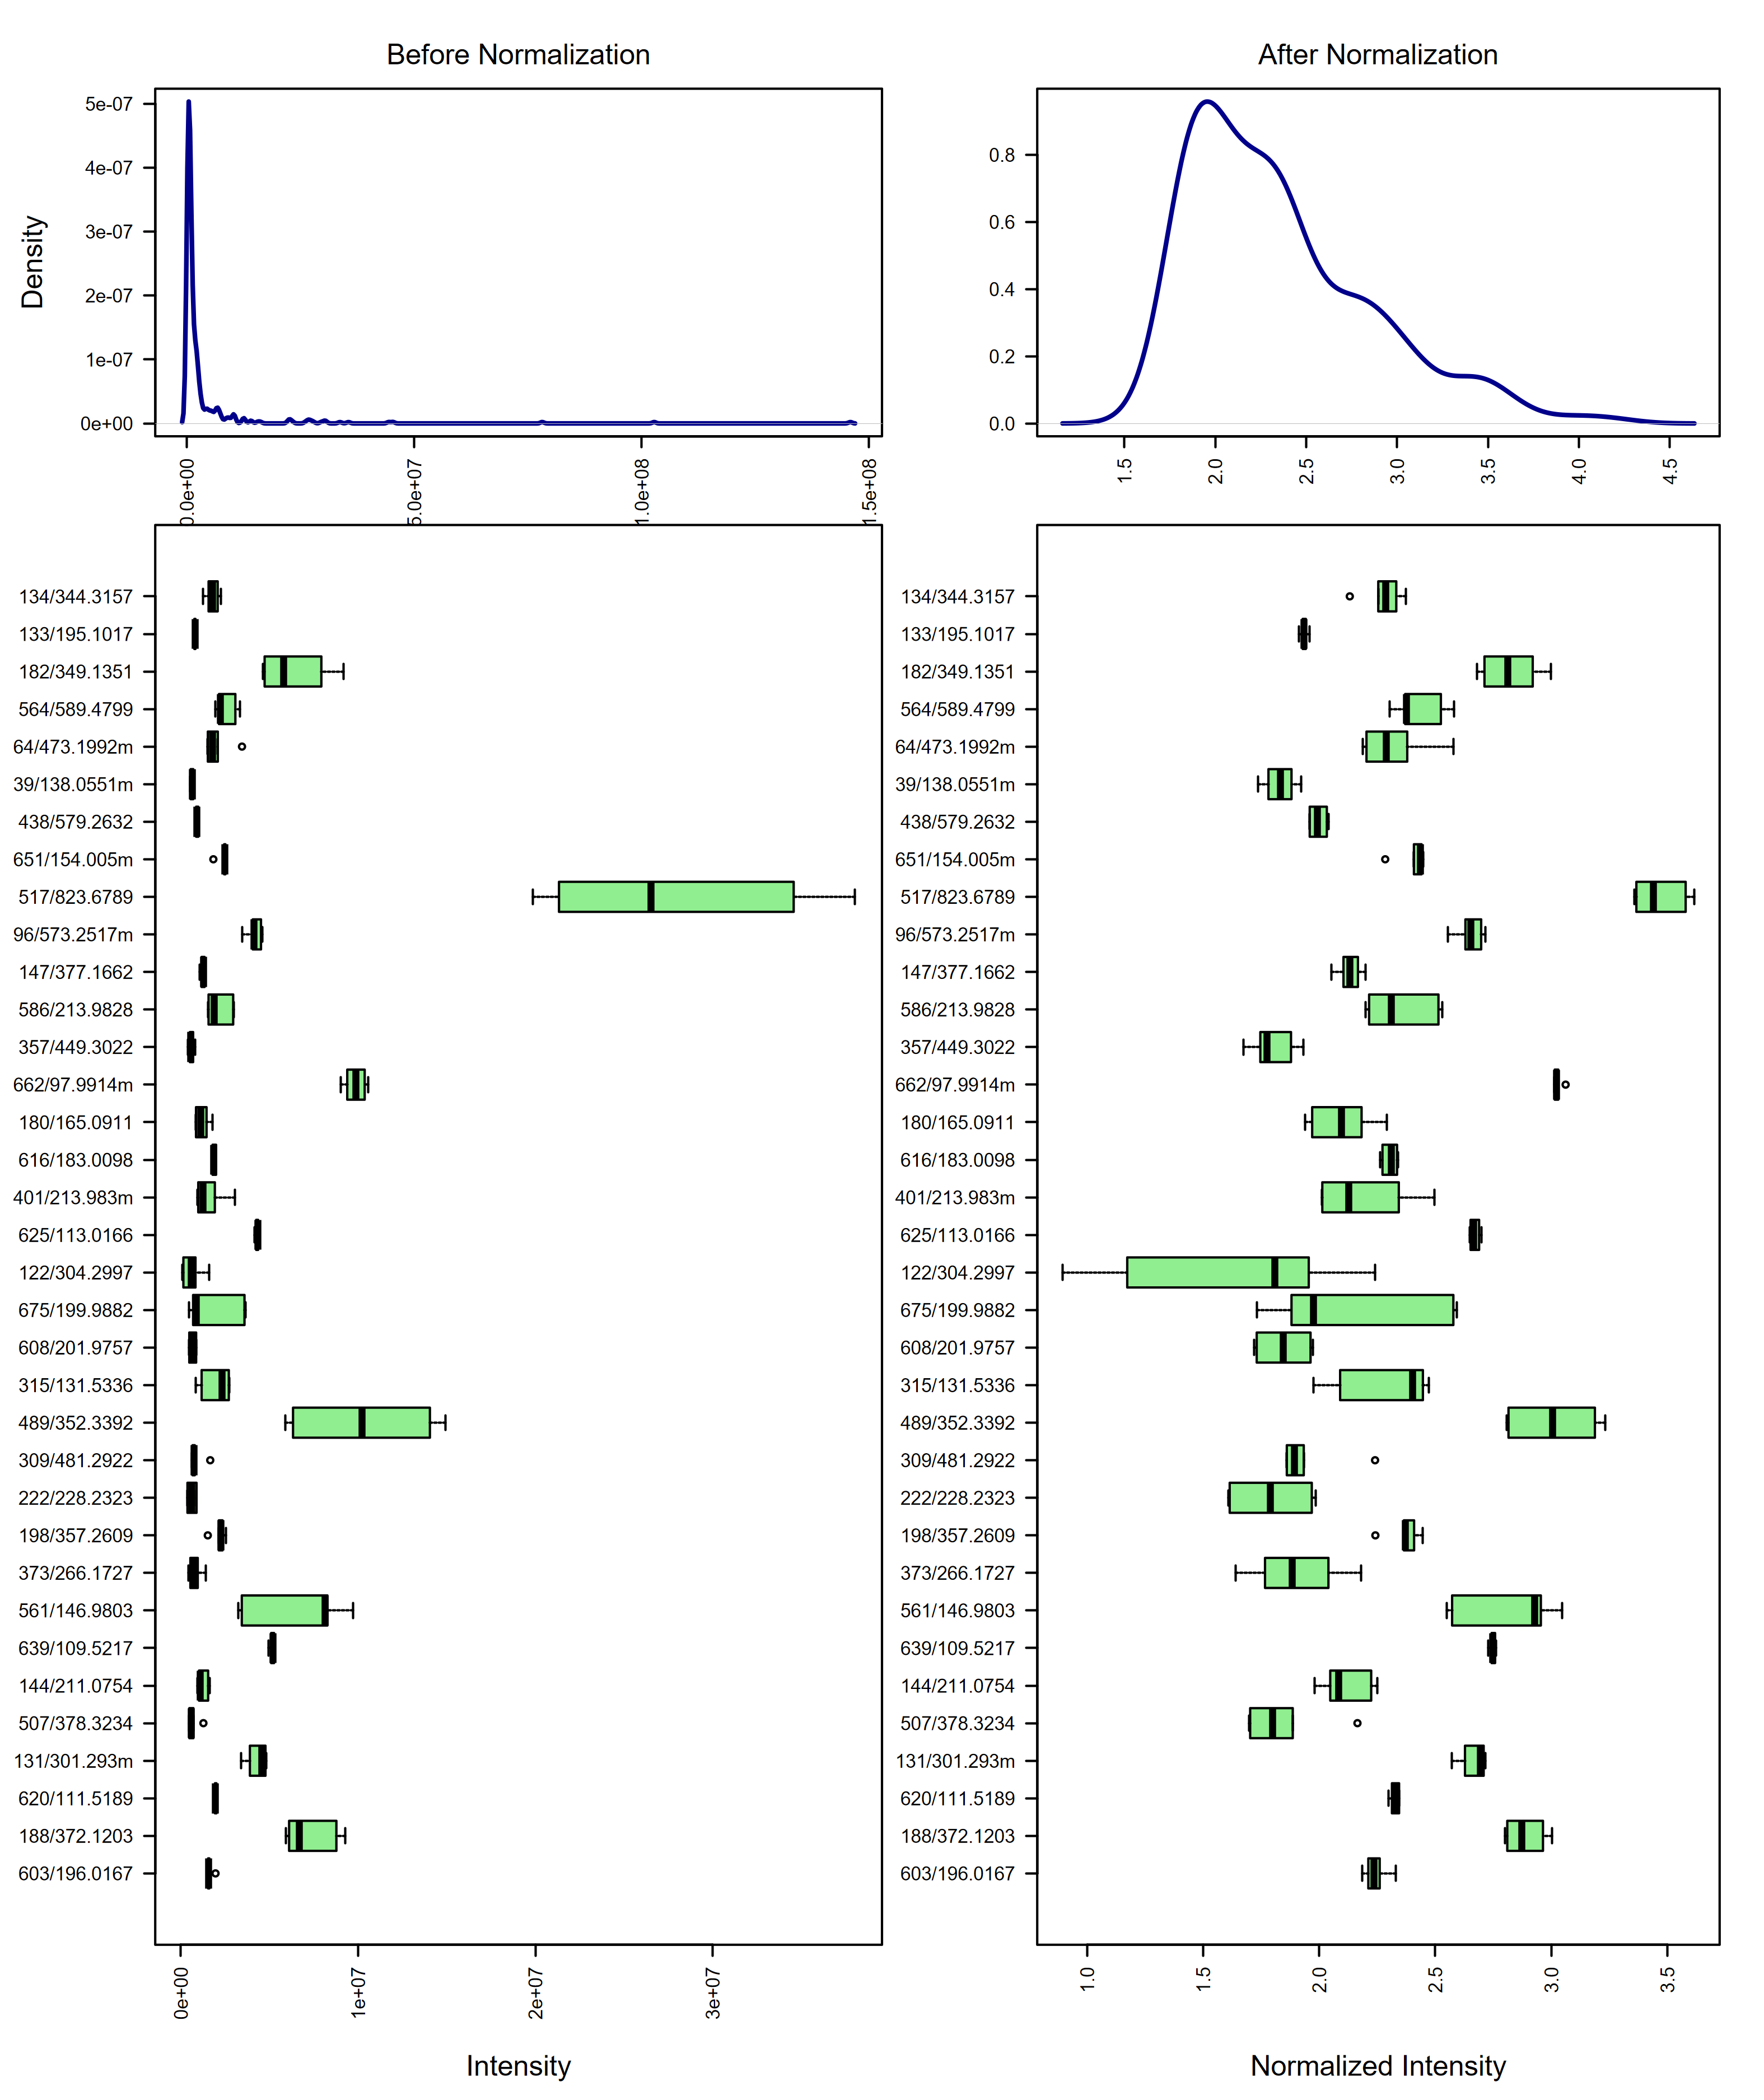 Before Normalization
After Normalization
Density
5e-07
4e-07
3e-07
2e-07
1e-07
0e+00
0.0e+00
5.0e+07
1.0e+08
1.5e+08
0.8
0.6
0.4
0.2
0.0
1.5
2.0
2.5
3.0
3.5
4.0
4.5
134/344.3157
133/195.1017
182/349.1351
564/589.4799
64/473.1992m
39/138.0551m
438/579.2632
651/154.005m
517/823.6789
96/573.2517m
147/377.1662
586/213.9828
357/449.3022
662/97.9914m
180/165.0911
616/183.0098
401/213.983m
625/113.0166
122/304.2997
675/199.9882
608/201.9757
315/131.5336
489/352.3392
309/481.2922
222/228.2323
198/357.2609
373/266.1727
561/146.9803
639/109.5217
144/211.0754
507/378.3234
131/301.293m
620/111.5189
188/372.1203
603/196.0167
0e+00
1e+07
2e+07
3e+07
Intensity
134/344.3157
133/195.1017
182/349.1351
564/589.4799
64/473.1992m
39/138.0551m
438/579.2632
651/154.005m
517/823.6789
96/573.2517m
147/377.1662
586/213.9828
357/449.3022
662/97.9914m
180/165.0911
616/183.0098
401/213.983m
625/113.0166
122/304.2997
675/199.9882
608/201.9757
315/131.5336
489/352.3392
309/481.2922
222/228.2323
198/357.2609
373/266.1727
561/146.9803
639/109.5217
144/211.0754
507/378.3234
131/301.293m
620/111.5189
188/372.1203
603/196.0167
1.0
1.5
2.0
2.5
3.0
3.5
Normalized Intensity